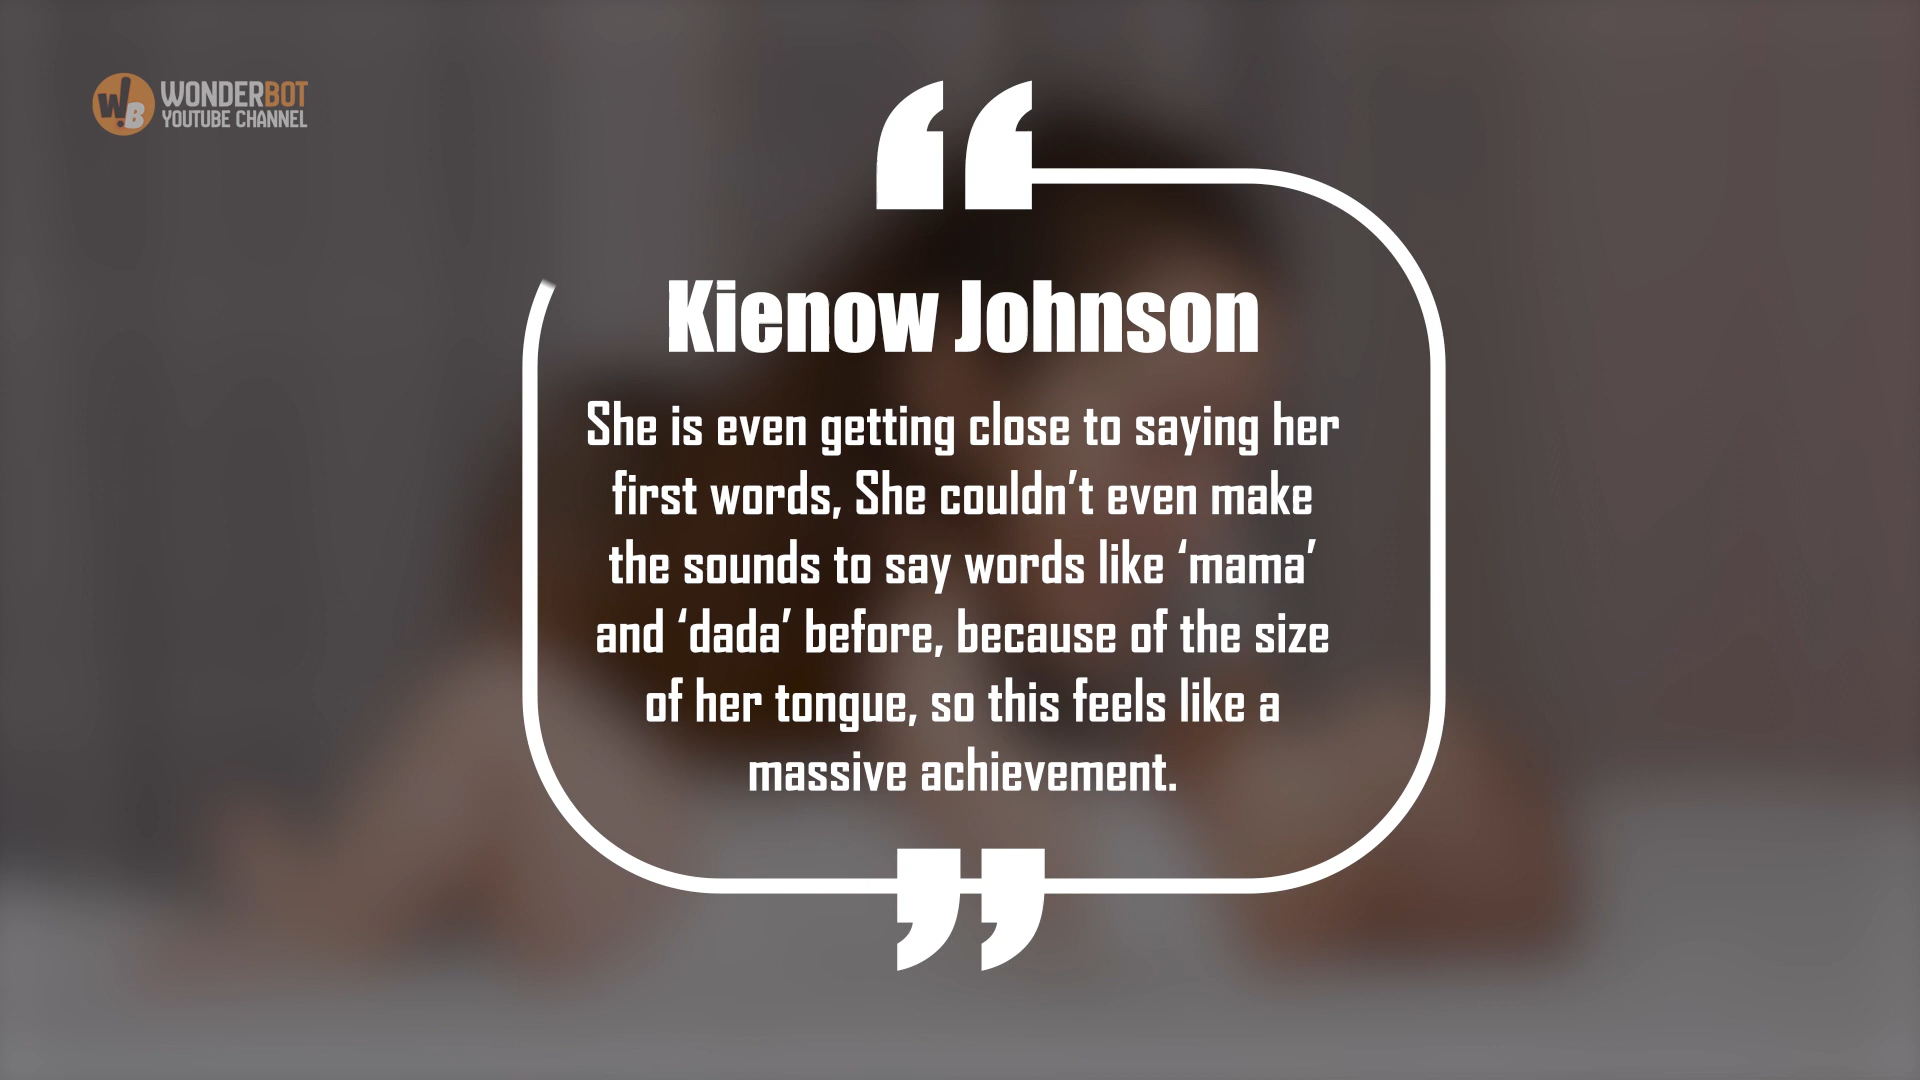 WONDERBOT
YOUTUBE CHANNEL
Kienow Johnson
She is even getting close to saying her
first words, She couldn’t even make
the sounds to say words like ‘mama’
and ‘dada’ before, because of the size
of her tongue, so this feels like a
massive achievement.